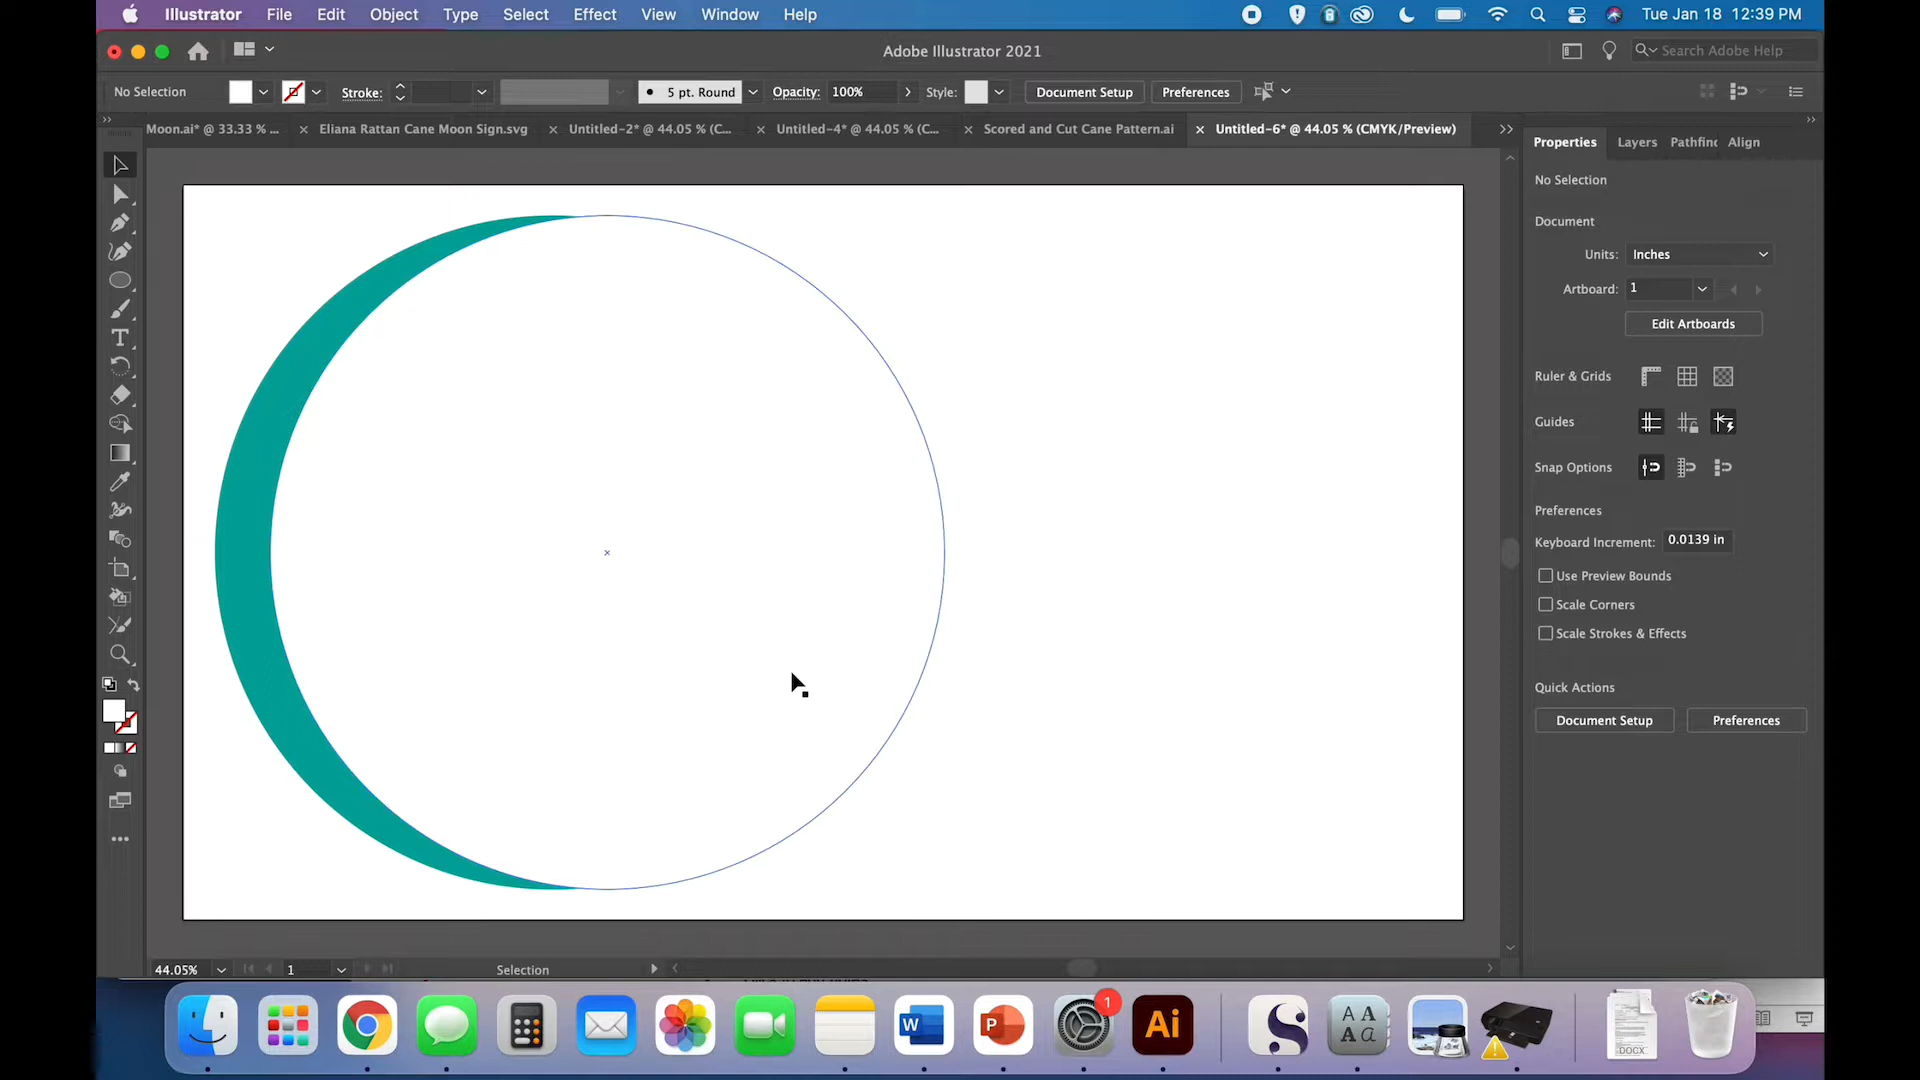 Illustrator File Edit Object Type Select Effect View Window Help Tue Jan 18 12:39 PM
Adobe Illustrator 2021 Search Adobe Help
No Selection Stroke: 5 pt. Round Opacity: 100% Style: Document Setup Preferences
Moon.ai* @ 33.33 % ... Eliana Rattan Cane Moon Sign.svg Untitled-2* @ 44.05 % (C... Untitled-4* @ 44.05 % (C... Scored and Cut Cane Pattern.ai Untitled-6* @ 44.05 % (CMYK/Preview)
Properties Layers Pathfinc Align
No Selection
Document
Units: Inches
Artboard: 1
Edit Artboards
Ruler & Grids
Guides
Snap Options
Preferences
Keyboard Increment: 0.0139 in
Use Preview Bounds
Scale Corners
Scale Strokes & Effects
Quick Actions
Document Setup Preferences
44.05% 1 Selection
1
W P Ai S A A A a DOCX